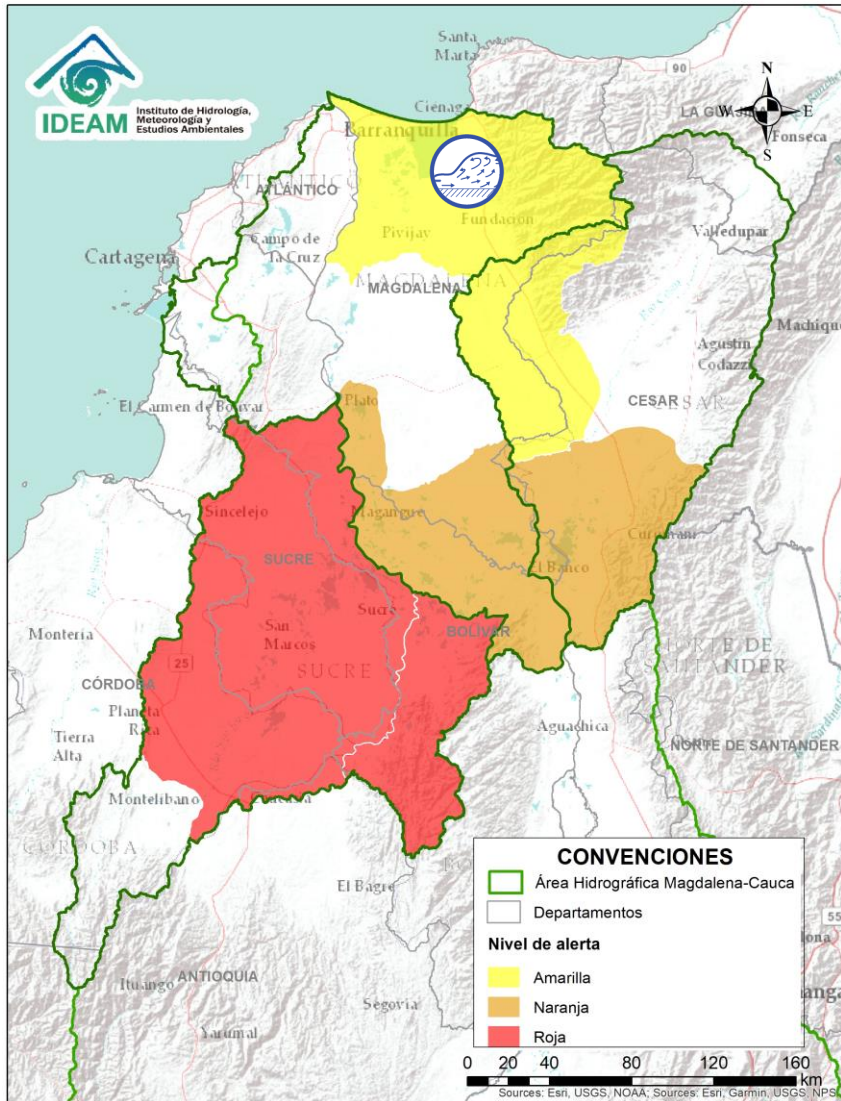 IDEAM
Instituto de Hidrología,
Meteorología y
Estudios Ambientales
Santa
Marta
90
N
W
E
S
LA GUAJIRA
Fonseca
Ciénaga
Barranquilla
ATLÁNTICO
Fundación
Valledupar
Cartagena
Campo de
la Cruz
Pivijay
MAGDALENA
MAGDALENA
Machique
Agustín
Codazzi
El Carmen de Bolívar
Plato
CESAR
CESAR
Sincelejo
Magangué
Curumaní
SUCRE
El Banco
Montería
Sucre
San
Marcos
BOLÍVAR
25
SUCRE
NORTE DE
SANTANDER
CÓRDOBA
Planeta
Rica
Tierra
Alta
Aguachica
NORTE DE SANTANDER
Montelíbano
CÓRDOBA
El Bagre
Ituango
ANTIOQUIA
Segovia
Yarumal
55
CONVENCIONES
Área Hidrográfica Magdalena-Cauca
Departamentos
Nivel de alerta
Amarilla
Naranja
Roja
0 20 40 80 120 160
km
Sources: Esri, USGS, NOAA; Sources: Esri, Garmin, USGS, NPS